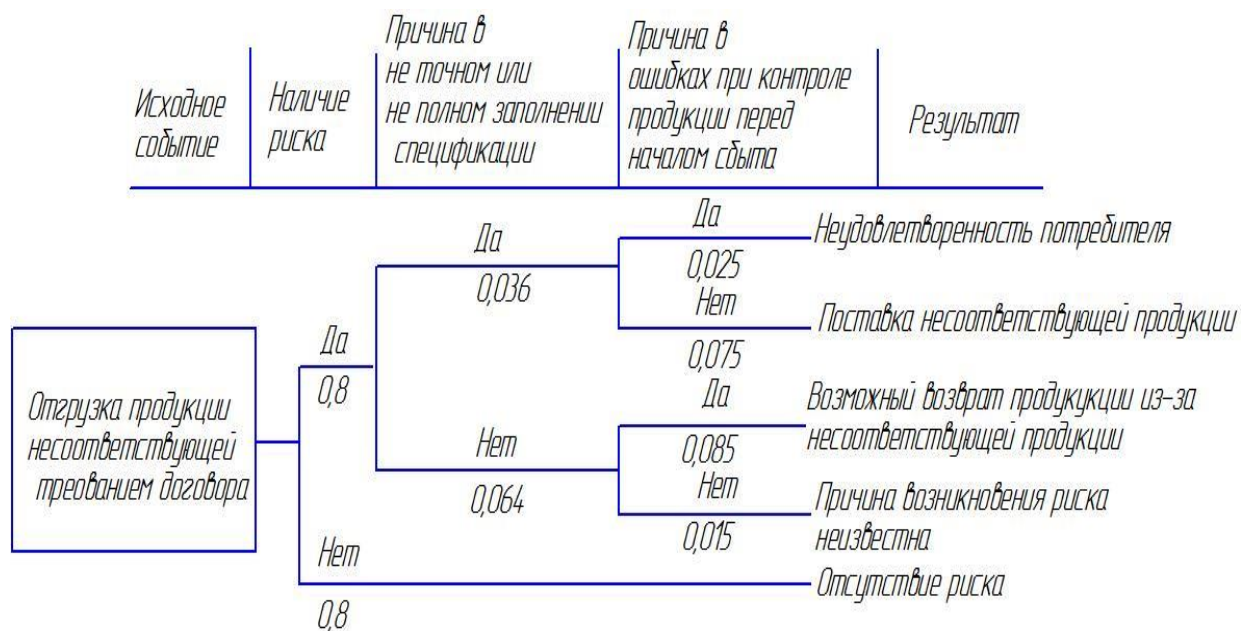 Исходное
событие
Наличие
риска
Причина в
не точном или
не полном заполнении
спецификации
Причина в
ошибках при контроле
продукции перед
началом сбыта
Результат
Отгрузка продукции
несоответствующей
треованием договора
Да
0,8
Нет
0,8
Да
0,036
Нет
0,064
Да
0,025
Нет
0,075
Да
0,085
Нет
0,015
Неудовлетворенность потребителя
Поставка несоответствующей продукции
Возможный возврат продукукции из-за
несоответствующей продукции
Причина возникновения риска
неизвестна
Отсутствие риска